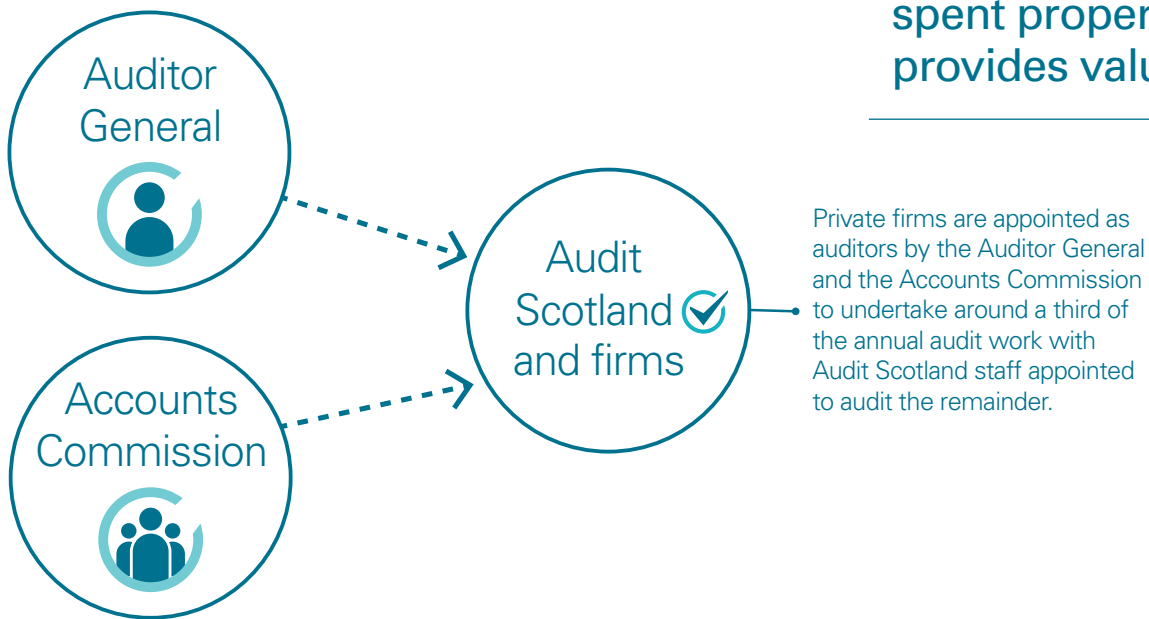 spent proper
provides valu
Auditor
General
Audit
Scotland
and firms
Private firms are appointed as
auditors by the Auditor General
and the Accounts Commission
to undertake around a third of
the annual audit work with
Audit Scotland staff appointed
to audit the remainder.
Accounts
Commission